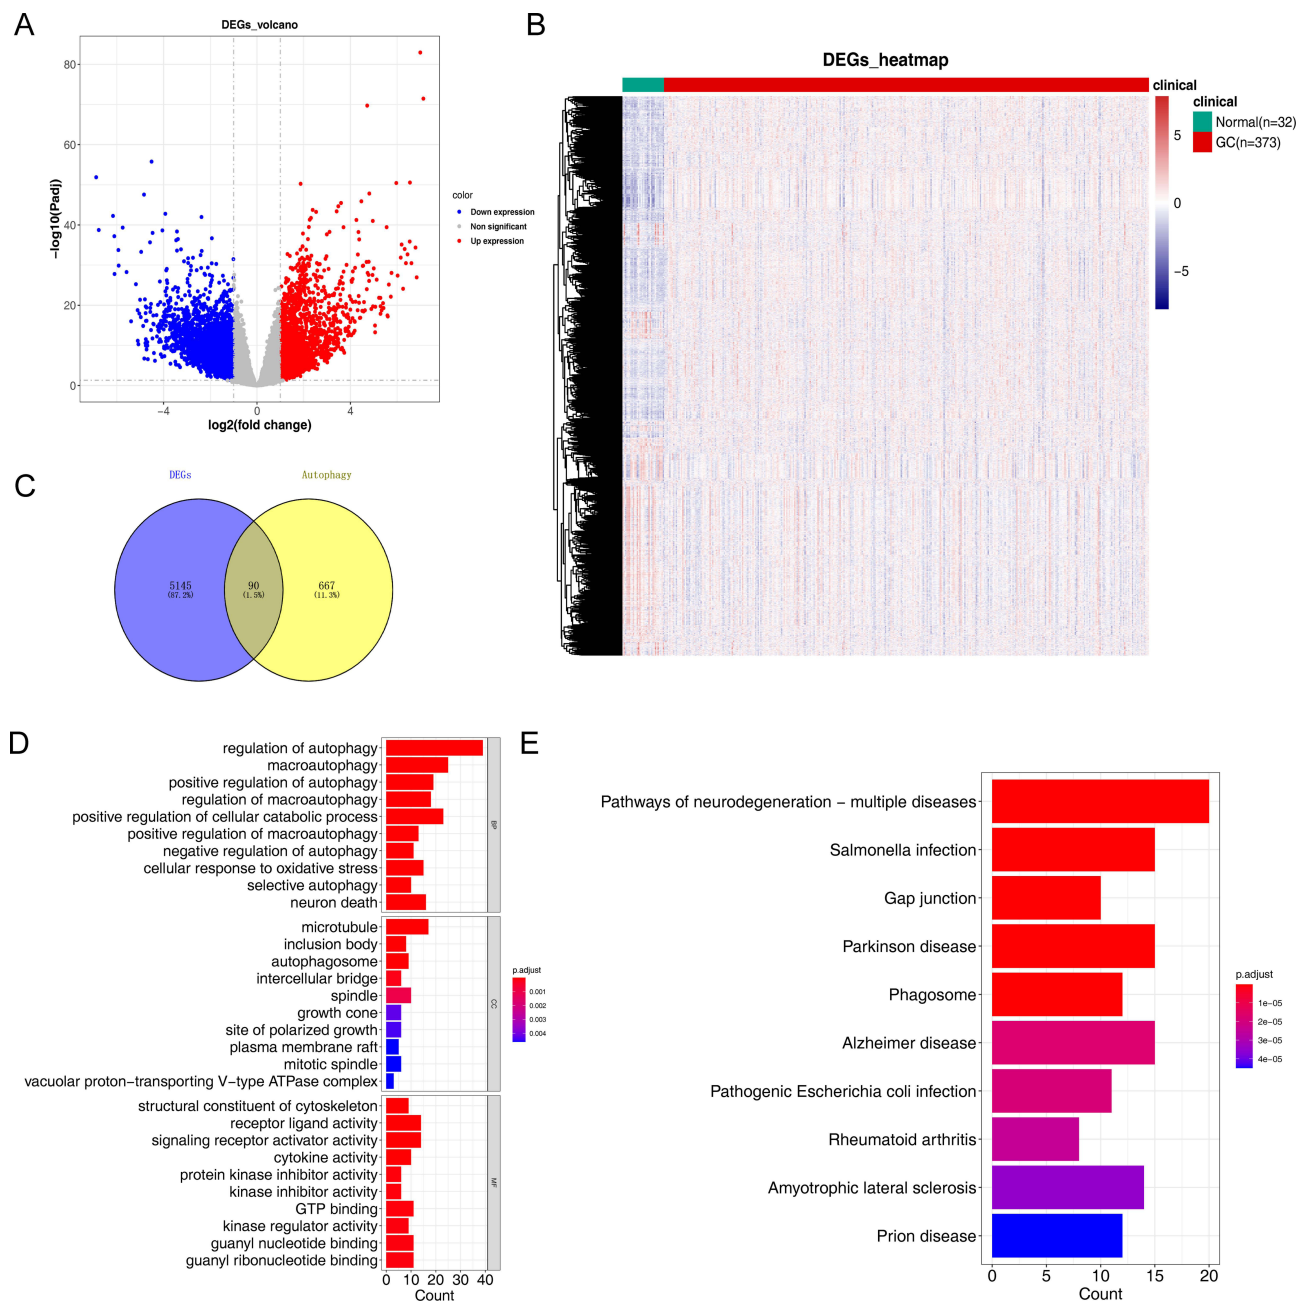 A
DEGs_volcano
80
60
40
20
0
−4
0
4
−log10(Padj)
log2(fold change)
color
Down expression
Non significant
Up expression
B
DEGs_heatmap
clinical
5
0
−5
clinical
Normal(n=32)
GC(n=373)
C
DEGs
Autophagy
5145
(87.2%)
90
(1.5%)
667
(11.3%)
D
regulation of autophagy
macroautophagy
positive regulation of autophagy
regulation of macroautophagy
positive regulation of cellular catabolic process
positive regulation of macroautophagy
negative regulation of autophagy
cellular response to oxidative stress
selective autophagy
neuron death
BP
microtubule
inclusion body
autophagosome
intercellular bridge
spindle
growth cone
site of polarized growth
plasma membrane raft
mitotic spindle
vacuolar proton−transporting V−type ATPase complex
CC
structural constituent of cytoskeleton
receptor ligand activity
signaling receptor activator activity
cytokine activity
protein kinase inhibitor activity
kinase inhibitor activity
GTP binding
kinase regulator activity
guanyl nucleotide binding
guanyl ribonucleotide binding
MF
0 10 20 30 40
Count
p.adjust
0.001
0.002
0.003
0.004
E
Pathways of neurodegeneration − multiple diseases
Salmonella infection
Gap junction
Parkinson disease
Phagosome
Alzheimer disease
Pathogenic Escherichia coli infection
Rheumatoid arthritis
Amyotrophic lateral sclerosis
Prion disease
0 5 10 15 20
Count
p.adjust
1e−05
2e−05
3e−05
4e−05